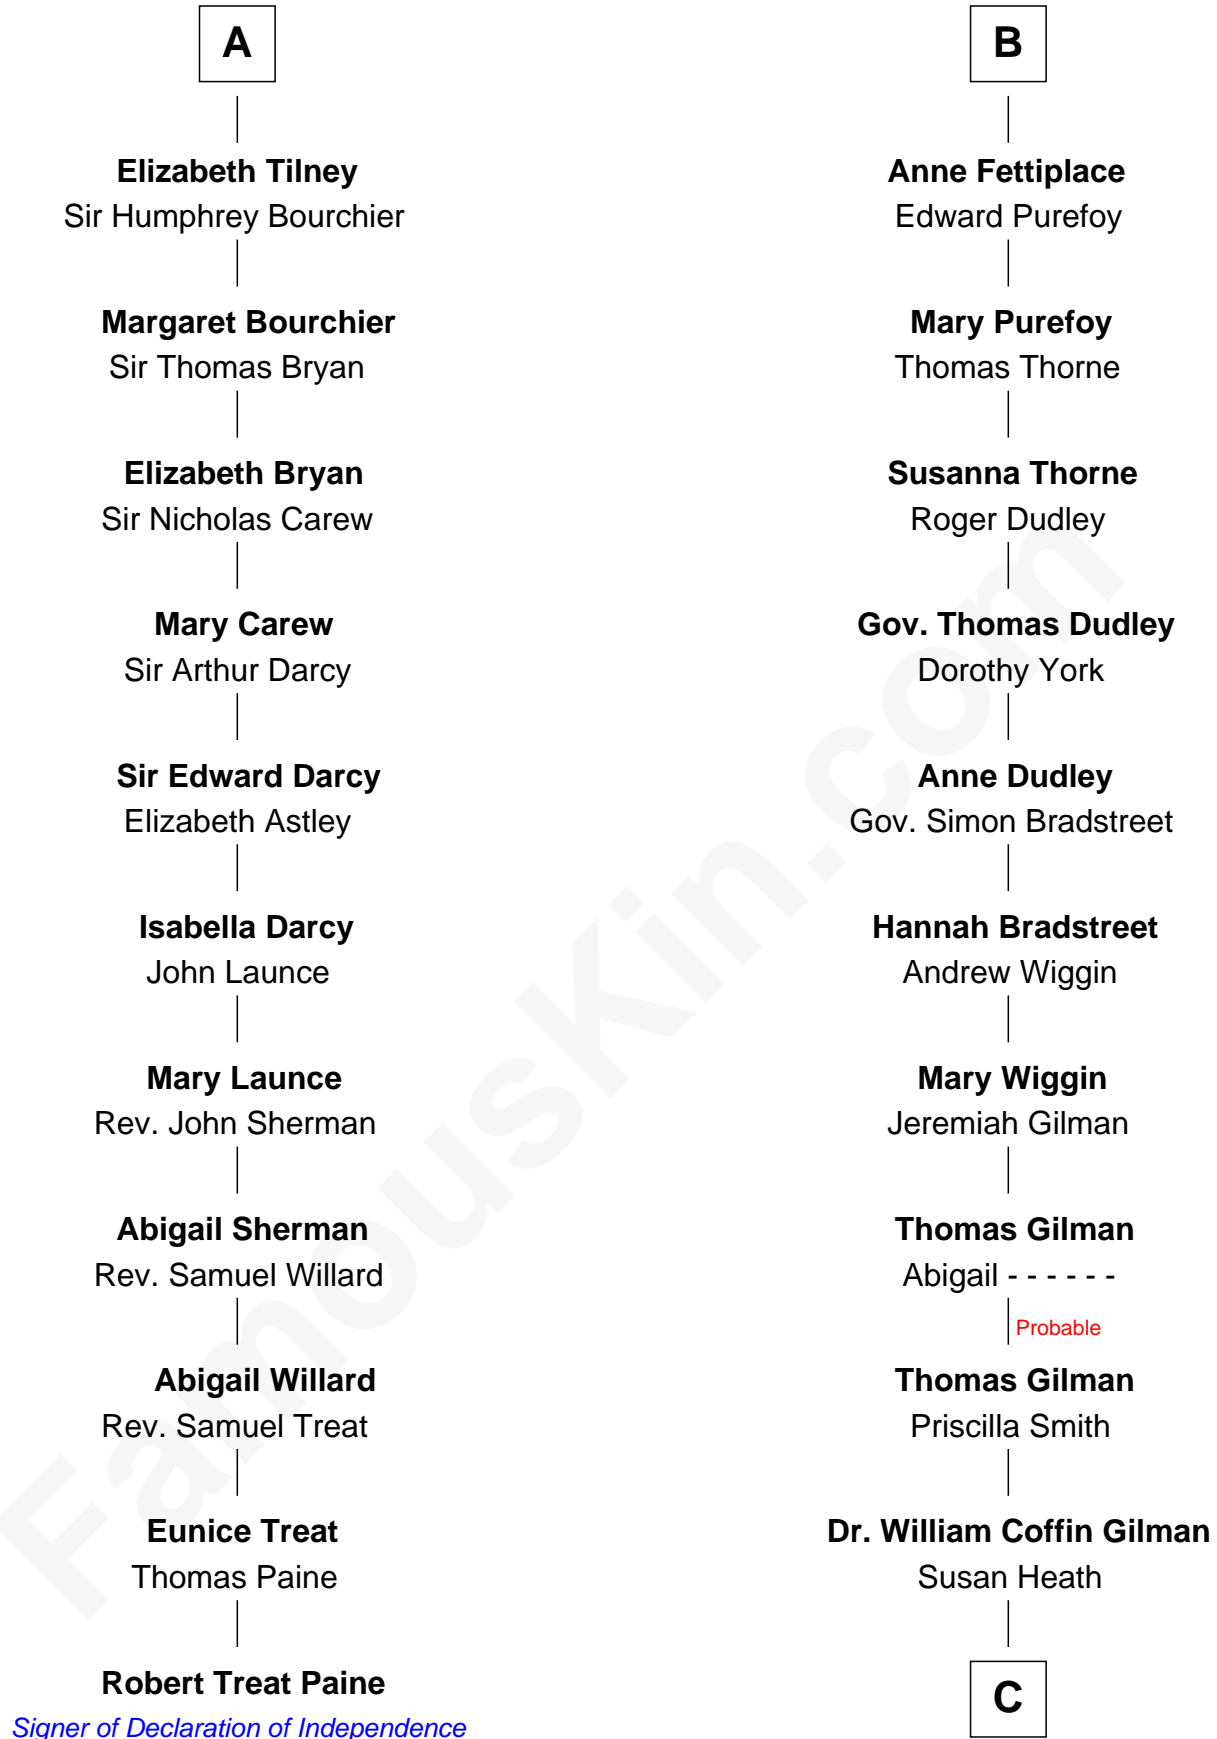 A
Elizabeth Tilney
Sir Humphrey Bourchier
Margaret Bourchier
Sir Thomas Bryan
Elizabeth Bryan
Sir Nicholas Carew
Mary Carew
Sir Arthur Darcy
Sir Edward Darcy
Elizabeth Astley
Isabella Darcy
John Launce
Mary Launce
Rev. John Sherman
Abigail Sherman
Rev. Samuel Willard
Abigail Willard
Rev. Samuel Treat
Eunice Treat
Thomas Paine
Robert Treat Paine
Signer of Declaration of Independence
B
Anne Fettiplace
Edward Purefoy
Mary Purefoy
Thomas Thorne
Susanna Thorne
Roger Dudley
Gov. Thomas Dudley
Dorothy York
Anne Dudley
Gov. Simon Bradstreet
Hannah Bradstreet
Andrew Wiggin
Mary Wiggin
Jeremiah Gilman
Thomas Gilman
Abigail - - - - - -
Probable
Thomas Gilman
Priscilla Smith
Dr. William Coffin Gilman
Susan Heath
C
FamousKin.com